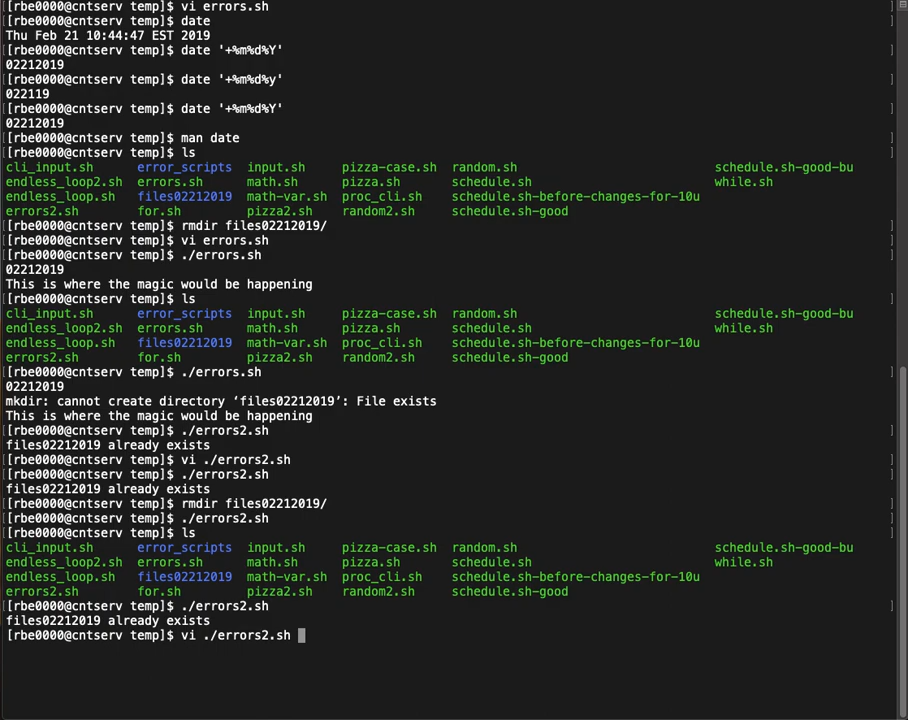 [rbe0000@cntserv temp]$ vi errors.sh
[rbe0000@cntserv temp]$ date
Thu Feb 21 10:44:47 EST 2019
[rbe0000@cntserv temp]$ date '+%m%d%Y'
02212019
[rbe0000@cntserv temp]$ date '+%m%d%y'
022119
[rbe0000@cntserv temp]$ date '+%m%d%Y'
02212019
[rbe0000@cntserv temp]$ man date
[rbe0000@cntserv temp]$ ls
cli_input.sh error_scripts input.sh pizza-case.sh random.sh schedule.sh-good-bu
endless_loop2.sh errors.sh math.sh pizza.sh schedule.sh while.sh
endless_loop.sh files02212019 math-var.sh proc_cli.sh schedule.sh-before-changes-for-10u
errors2.sh for.sh pizza2.sh random2.sh schedule.sh-good
[rbe0000@cntserv temp]$ rmdir files02212019/
[rbe0000@cntserv temp]$ vi errors.sh
[rbe0000@cntserv temp]$ ./errors.sh
02212019
This is where the magic would be happening
[rbe0000@cntserv temp]$ ls
cli_input.sh error_scripts input.sh pizza-case.sh random.sh schedule.sh-good-bu
endless_loop2.sh errors.sh math.sh pizza.sh schedule.sh while.sh
endless_loop.sh files02212019 math-var.sh proc_cli.sh schedule.sh-before-changes-for-10u
errors2.sh for.sh pizza2.sh random2.sh schedule.sh-good
[rbe0000@cntserv temp]$ ./errors.sh
02212019
mkdir: cannot create directory ‘files02212019’: File exists
This is where the magic would be happening
[rbe0000@cntserv temp]$ ./errors2.sh
files02212019 already exists
[rbe0000@cntserv temp]$ vi ./errors2.sh
[rbe0000@cntserv temp]$ ./errors2.sh
files02212019 already exists
[rbe0000@cntserv temp]$ rmdir files02212019/
[rbe0000@cntserv temp]$ ./errors2.sh
[rbe0000@cntserv temp]$ ls
cli_input.sh error_scripts input.sh pizza-case.sh random.sh schedule.sh-good-bu
endless_loop2.sh errors.sh math.sh pizza.sh schedule.sh while.sh
endless_loop.sh files02212019 math-var.sh proc_cli.sh schedule.sh-before-changes-for-10u
errors2.sh for.sh pizza2.sh random2.sh schedule.sh-good
[rbe0000@cntserv temp]$ ./errors2.sh
files02212019 already exists
[rbe0000@cntserv temp]$ vi ./errors2.sh